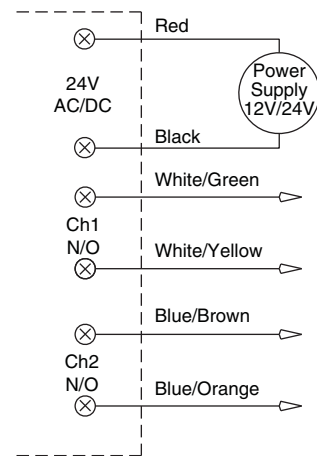 Red
24V
AC/DC
Power
Supply
12V/24V
Black
White/Green
Ch1
N/O
White/Yellow
Blue/Brown
Ch2
N/O
Blue/Orange